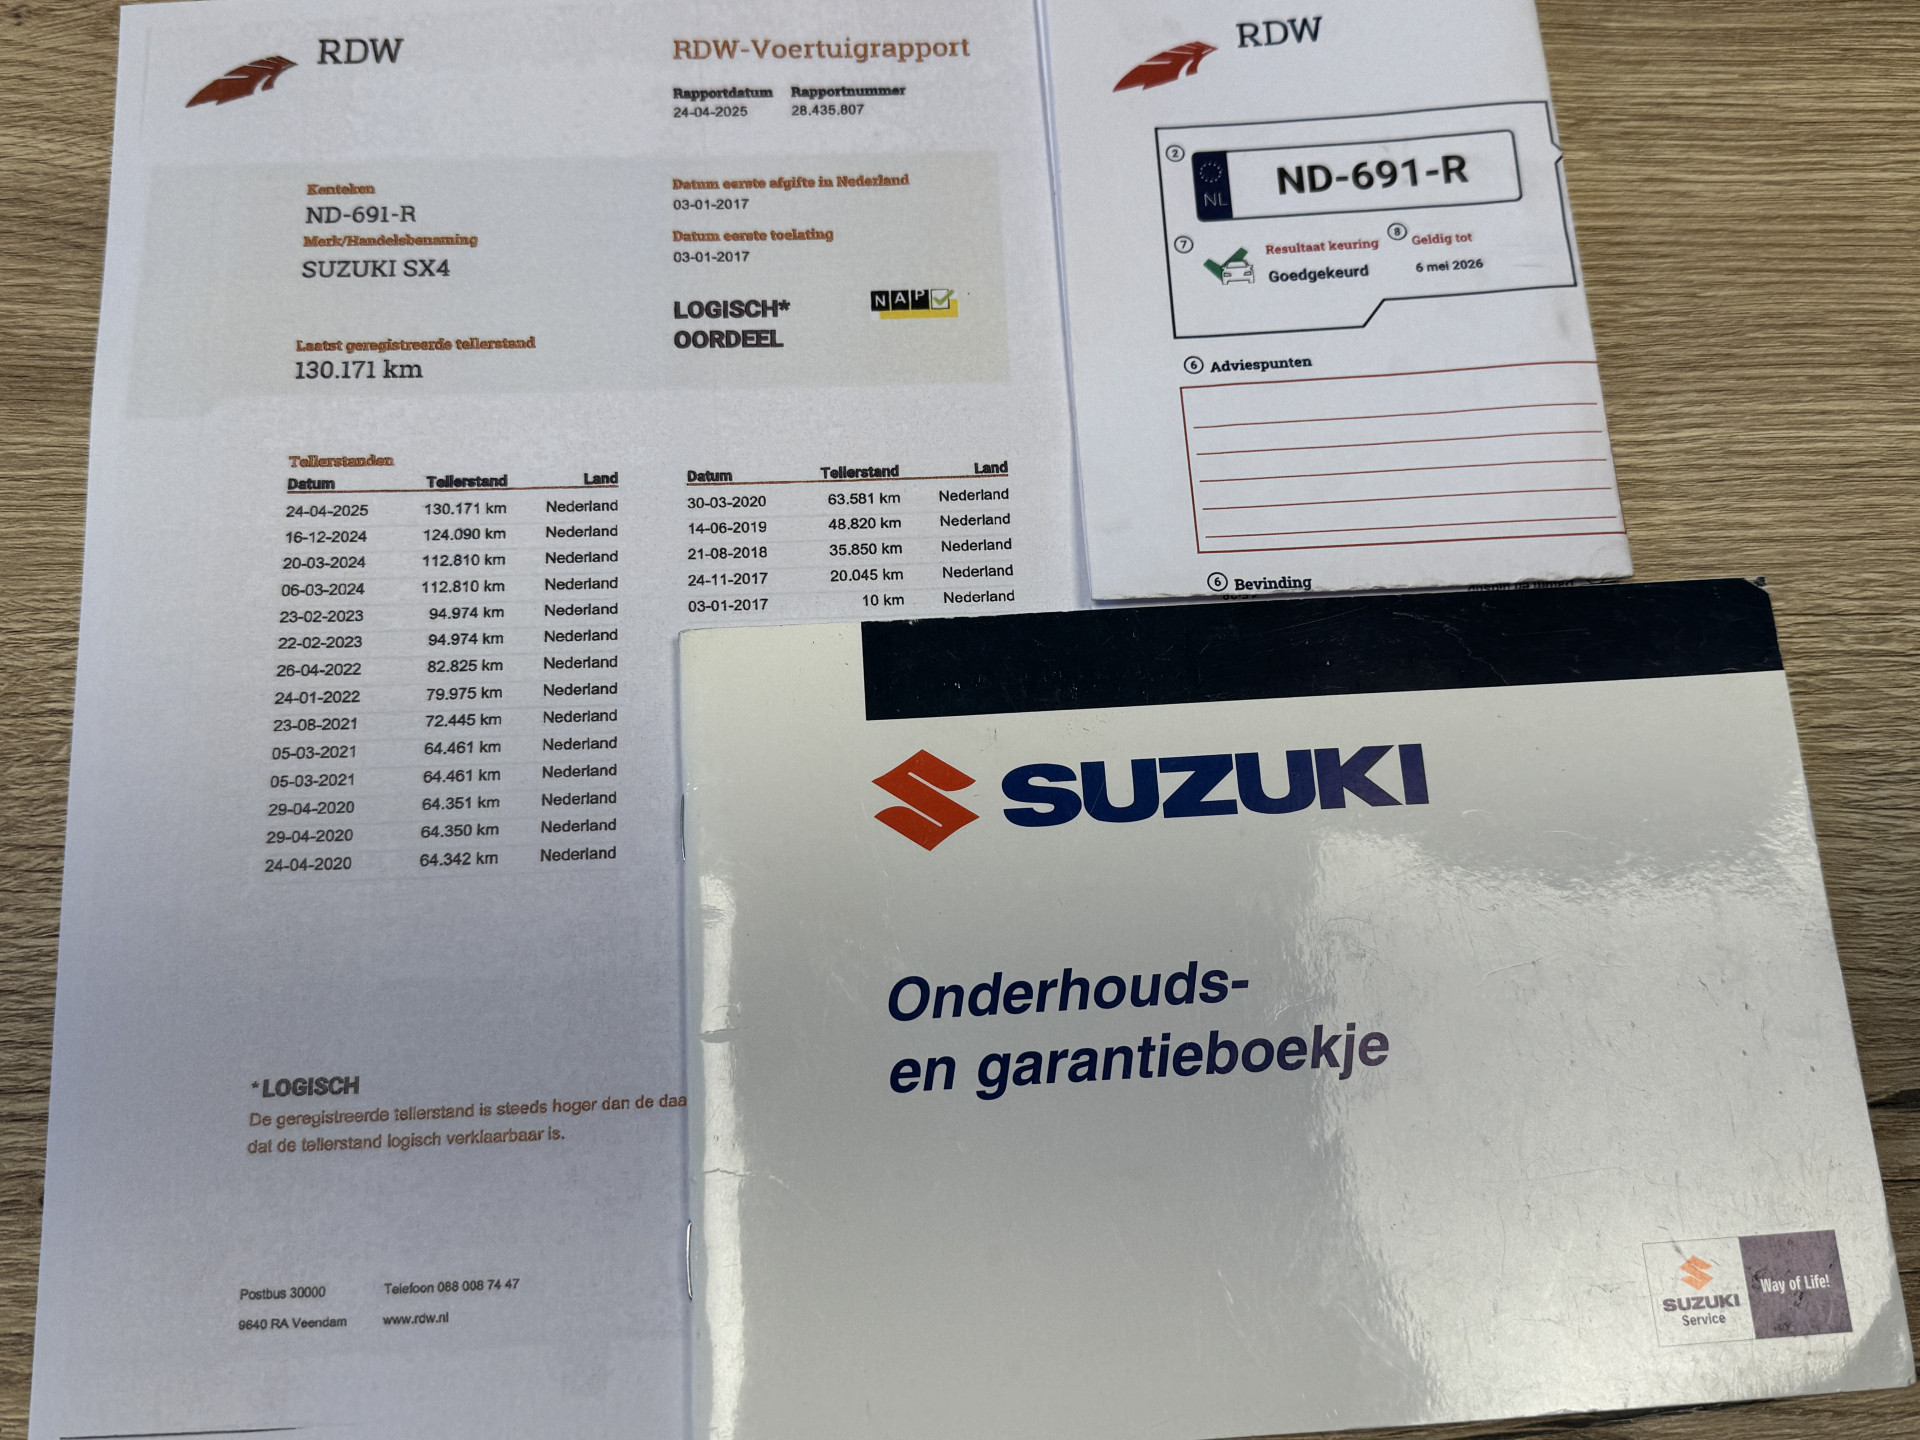 RDW
RDW-Voertuigrapport
Rapportdatum Rapportnummer
24-04-2025 28.435.807
Kenteken
ND-691-R
Merk/Handelsbenaming
SUZUKI SX4
Laatst geregistreerde tellerstand
130.171 km
Datum eerste afgifte in Nederland
03-01-2017
Datum eerste toelating
03-01-2017
LOGISCH*
OORDEEL
NAP
Tellerstanden
Datum Tellerstand Land
24-04-2025 130.171 km Nederland
16-12-2024 124.090 km Nederland
20-03-2024 112.810 km Nederland
06-03-2024 112.810 km Nederland
23-02-2023 94.974 km Nederland
22-02-2023 94.974 km Nederland
26-04-2022 82.825 km Nederland
24-01-2022 79.975 km Nederland
23-08-2021 72.445 km Nederland
05-03-2021 64.461 km Nederland
05-03-2021 64.461 km Nederland
29-04-2020 64.351 km Nederland
29-04-2020 64.350 km Nederland
24-04-2020 64.342 km Nederland
Datum Tellerstand Land
30-03-2020 63.581 km Nederland
14-06-2019 48.820 km Nederland
21-08-2018 35.850 km Nederland
24-11-2017 20.045 km Nederland
03-01-2017 10 km Nederland
*LOGISCH
De geregistreerde tellerstand is steeds hoger dan de daa
dat de tellerstand logisch verklaarbaar is.
Postbus 30000 Telefoon 088 008 74 47
9640 RA Veendam www.rdw.nl
RDW
2
NL ND-691-R
7 Resultaat keuring 8 Geldig tot
Goedgekeurd 6 mei 2026
6 Adviespunten
6 Bevinding
SUZUKI
Onderhouds-
en garantieboekje
SUZUKI
Service
Way of Life!